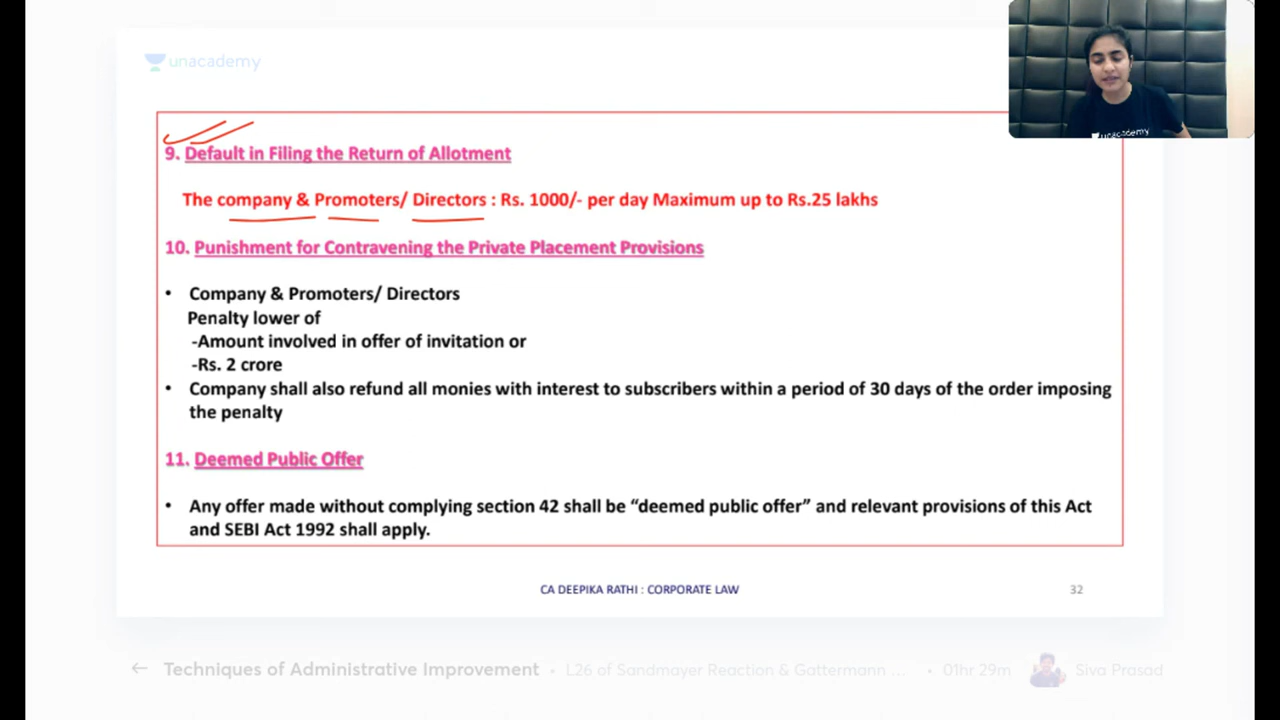 unacademy
unacademy
9. Default in Filing the Return of Allotment
The company & Promoters/ Directors : Rs. 1000/- per day Maximum up to Rs.25 lakhs
10. Punishment for Contravening the Private Placement Provisions
• Company & Promoters/ Directors
Penalty lower of
-Amount involved in offer of invitation or
-Rs. 2 crore
• Company shall also refund all monies with interest to subscribers within a period of 30 days of the order imposing
the penalty
11. Deemed Public Offer
• Any offer made without complying section 42 shall be “deemed public offer” and relevant provisions of this Act
and SEBI Act 1992 shall apply.
CA DEEPIKA RATHI : CORPORATE LAW
32
Techniques of Administrative Improvement • L26 of Sandmayer Reaction & Gattermann ... • 01hr 29m Siva Prasad